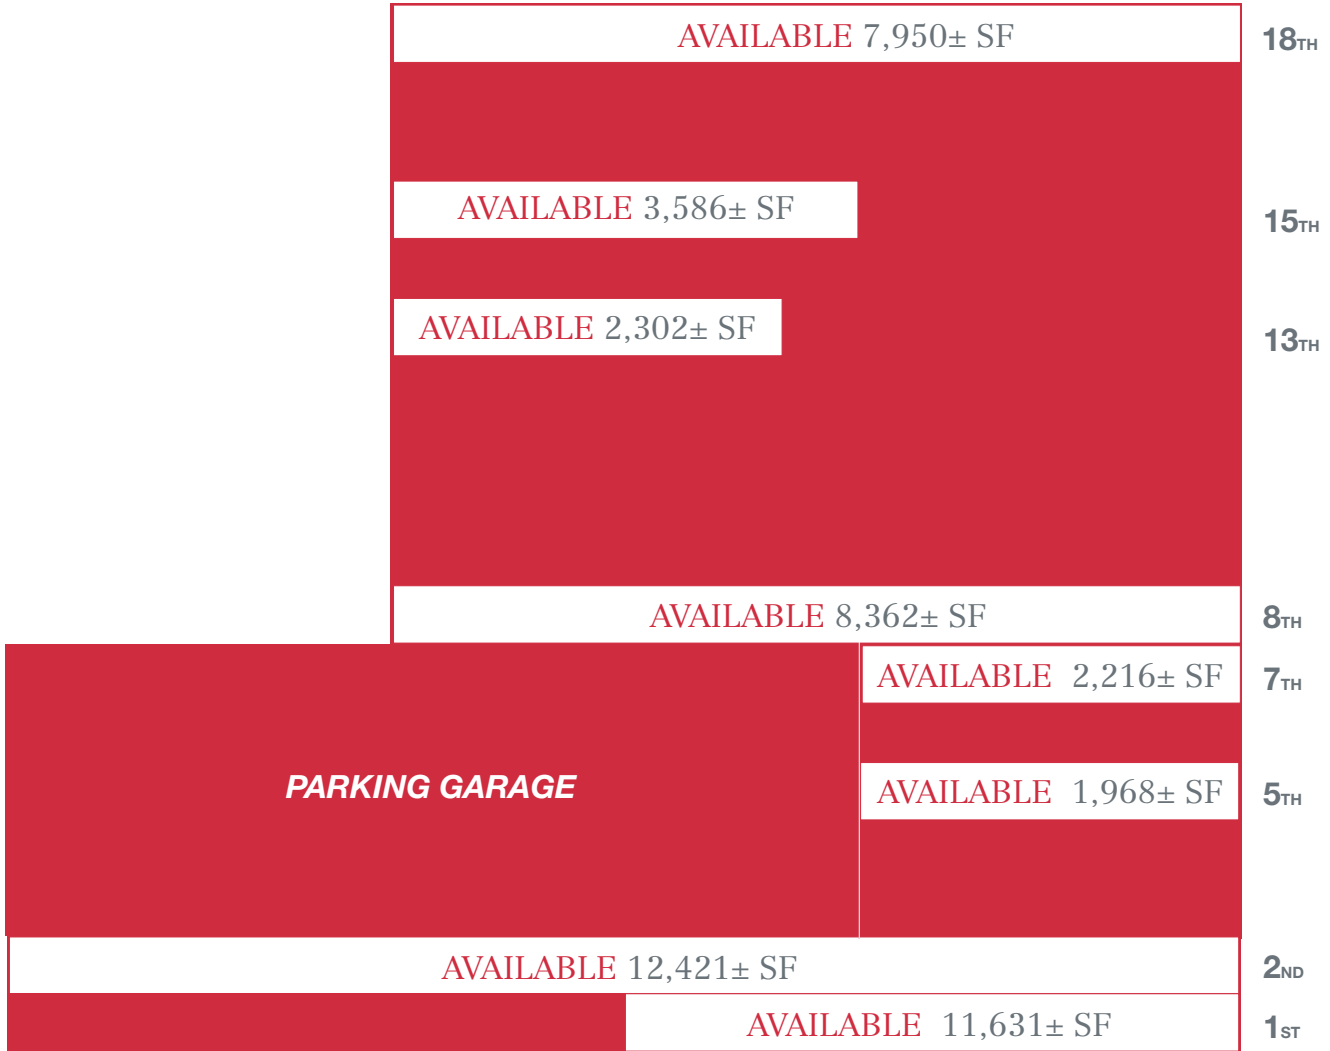 AVAILABLE 7,950± SF 18TH
AVAILABLE 3,586± SF 15TH
AVAILABLE 2,302± SF 13TH
AVAILABLE 8,362± SF 8TH
AVAILABLE 2,216± SF 7TH
PARKING GARAGE
AVAILABLE 1,968± SF 5TH
AVAILABLE 12,421± SF 2ND
AVAILABLE 11,631± SF 1ST